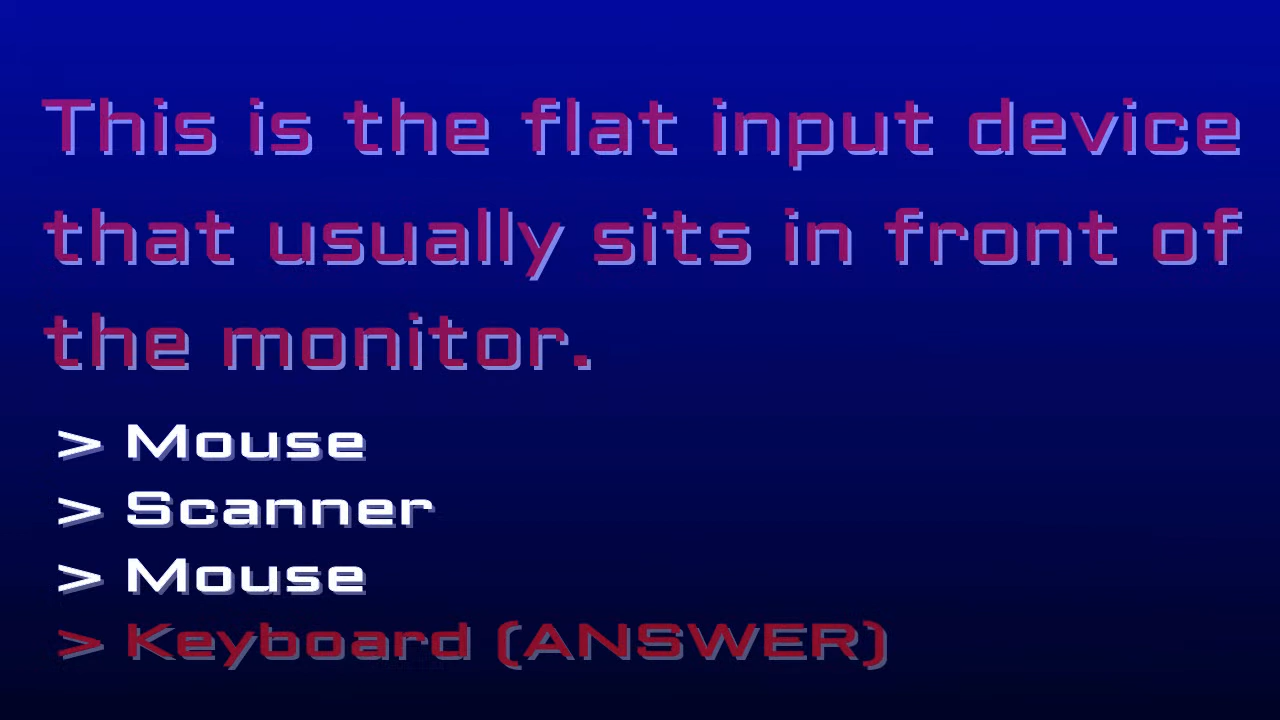 This is the flat input device
that usually sits in front of
the monitor.
> Mouse
> Scanner
> Mouse
> Keyboard (ANSWER)